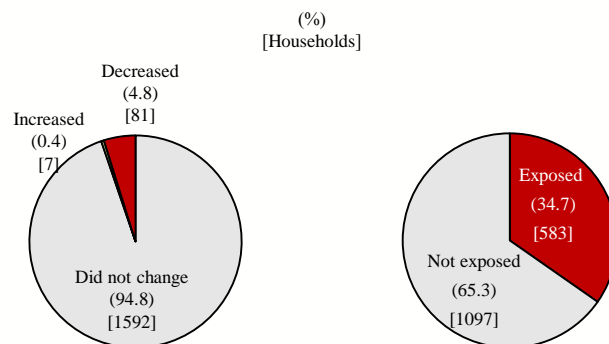 (%)
[Households]
Decreased
(4.8)
[81]
Increased
(0.4)
[7]
Did not change
(94.8)
[1592]
Exposed
(34.7)
[583]
Not exposed
(65.3)
[1097]